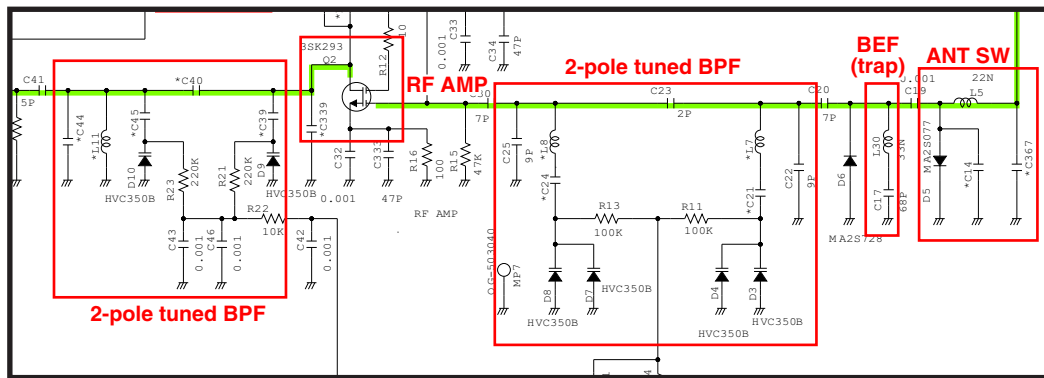 3SK293
Q2
R12
10
*
C33
0.001
C34
47P
RF AMP
2-pole tuned BPF
BEF
(trap)
ANT SW
C41
5P
*C40
*C44
*L11
*C45
*C39
D10
HVC350B
R23
220K
R21
220K
D9
HVC350B
R22
10K
C43
0.001
C46
0.001
C42
0.001
2-pole tuned BPF
*C339
C32
0.001
C333
47P
R16
100
R15
47K
RF AMP
7P
C25
9P
*L8
*C24
C23
2P
R13
100K
R11
100K
*L7
*C21
C22
9P
C20
7P
MP7
D8
HVC350B
D7
HVC350B
D4
HVC350B
D3
HVC350B
D6
MA2S728
L30
33N
C17
68P
C19
22N
L5
MA2S077
D5
*C14
*C367